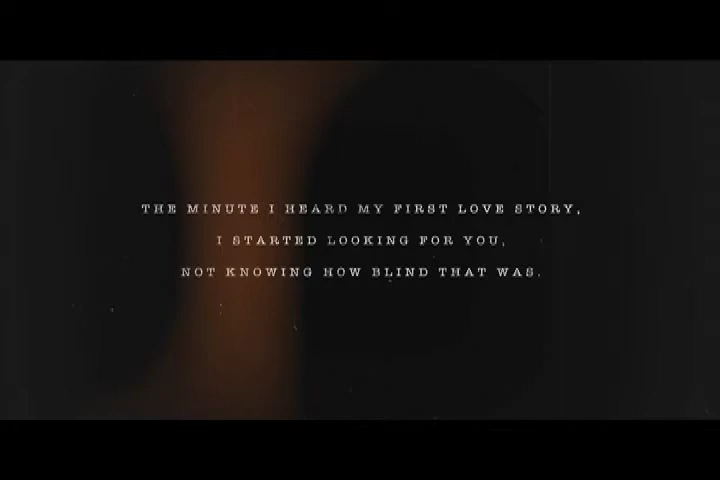 THE MINUTE I HEARD MY FIRST LOVE STORY,
I STARTED LOOKING FOR YOU,
NOT KNOWING HOW BLIND THAT WAS.